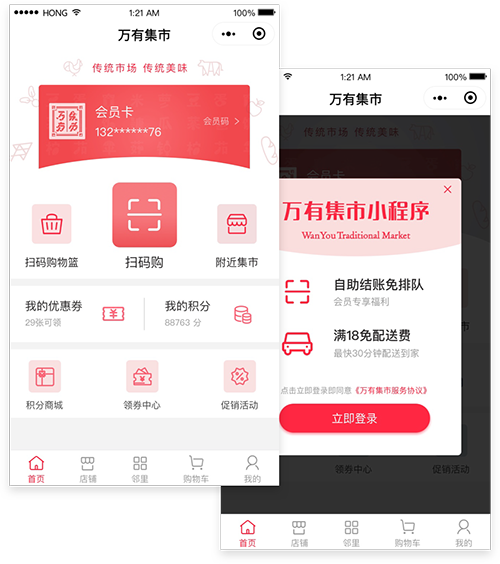 HONG 1:21 AM 100%
万有集市
传统市场 传统美味
万有集市
会员卡
132******76
会员码
扫码购物篮
扫码购
附近集市
我的优惠券
29张可领
我的积分
88763 分
积分商城
领券中心
促销活动
首页
店铺
邻里
购物车
我的
1:21 AM 100%
万有集市
传统市场 传统美味
会员卡
万有集市小程序
WanYou Traditional Market
自助结账免排队
会员专享福利
满18免配送费
最快30分钟配送到家
点击立即登录即同意《万有集市服务协议》
立即登录
领券中心
促销活动
首页
店铺
邻里
购物车
我的